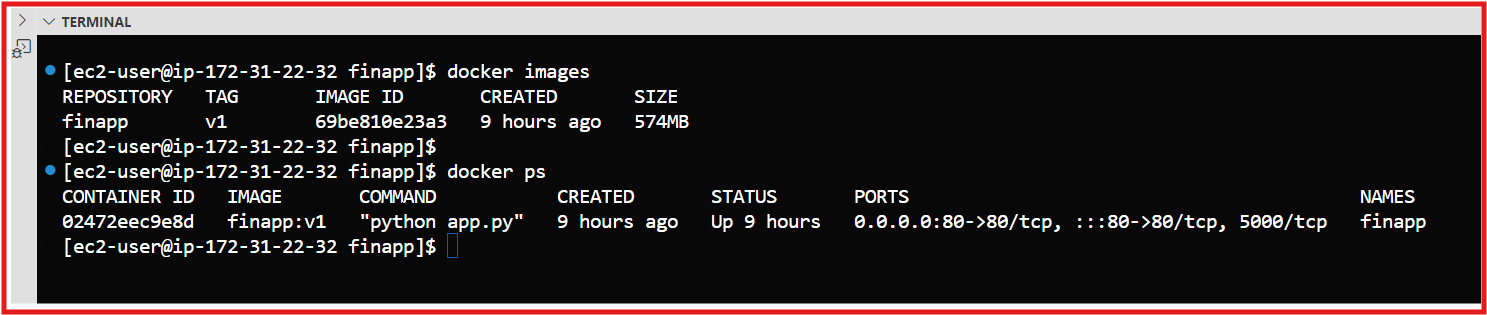 TERMINAL
[ec2-user@ip-172-31-22-32 finapp]$ docker images
REPOSITORY TAG IMAGE ID CREATED SIZE
finapp v1 69be810e23a3 9 hours ago 574MB
[ec2-user@ip-172-31-22-32 finapp]$
[ec2-user@ip-172-31-22-32 finapp]$ docker ps
CONTAINER ID IMAGE COMMAND CREATED STATUS PORTS NAMES
02472eec9e8d finapp:v1 "python app.py" 9 hours ago Up 9 hours 0.0.0.0:80->80/tcp, :::80->80/tcp, 5000/tcp finapp
[ec2-user@ip-172-31-22-32 finapp]$